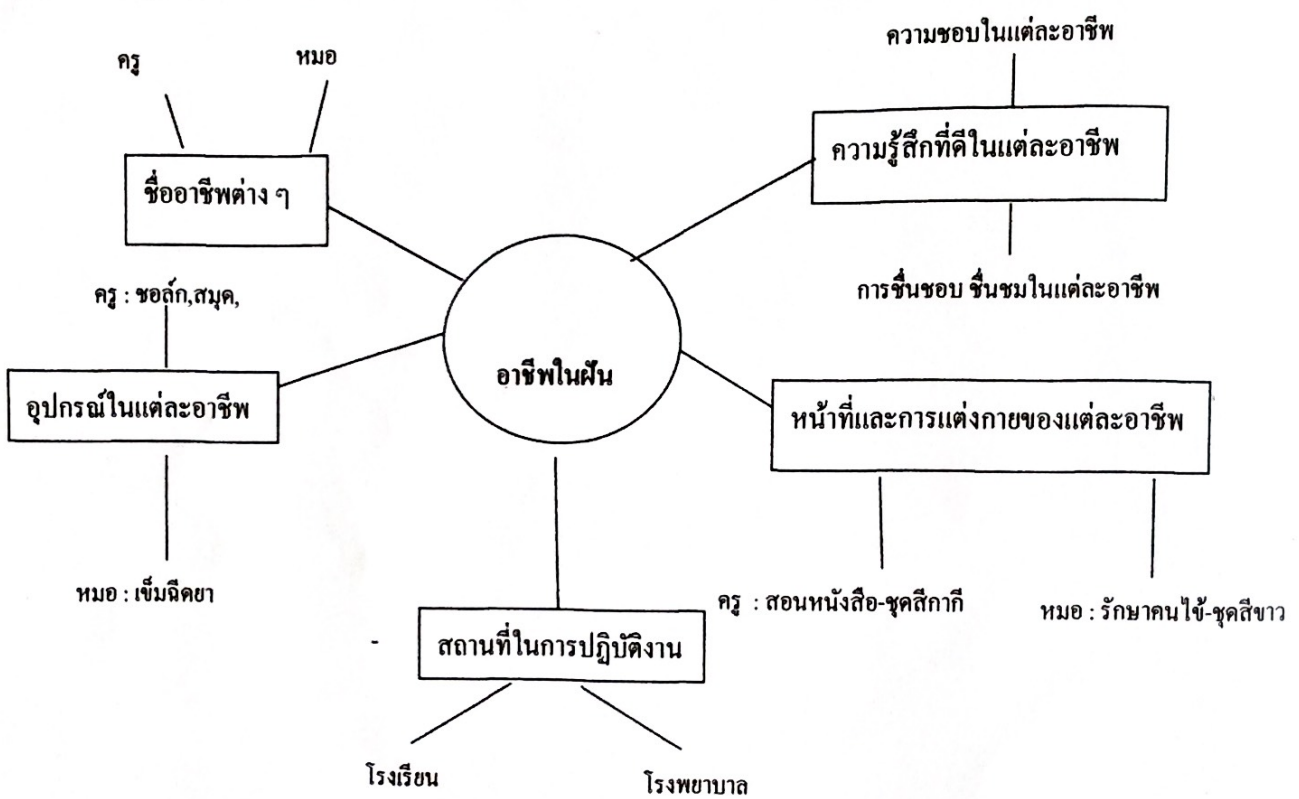 ความชอบในแต่ละอาชีพ
ครู
หมอ
ความรู้สึกที่ดีในแต่ละอาชีพ
ชื่ออาชีพต่าง ๆ
การชื่นชอบ ชื่นชมในแต่ละอาชีพ
ครู : ชอล์ก,สมุด,
อาชีพในฝัน
อุปกรณ์ในแต่ละอาชีพ
หน้าที่และการแต่งกายของแต่ละอาชีพ
หมอ : เข็มฉีดยา
ครู : สอนหนังสือ-ชุดสีกากี
หมอ : รักษาคนไข้-ชุดสีขาว
สถานที่ในการปฏิบัติงาน
โรงเรียน
โรงพยาบาล